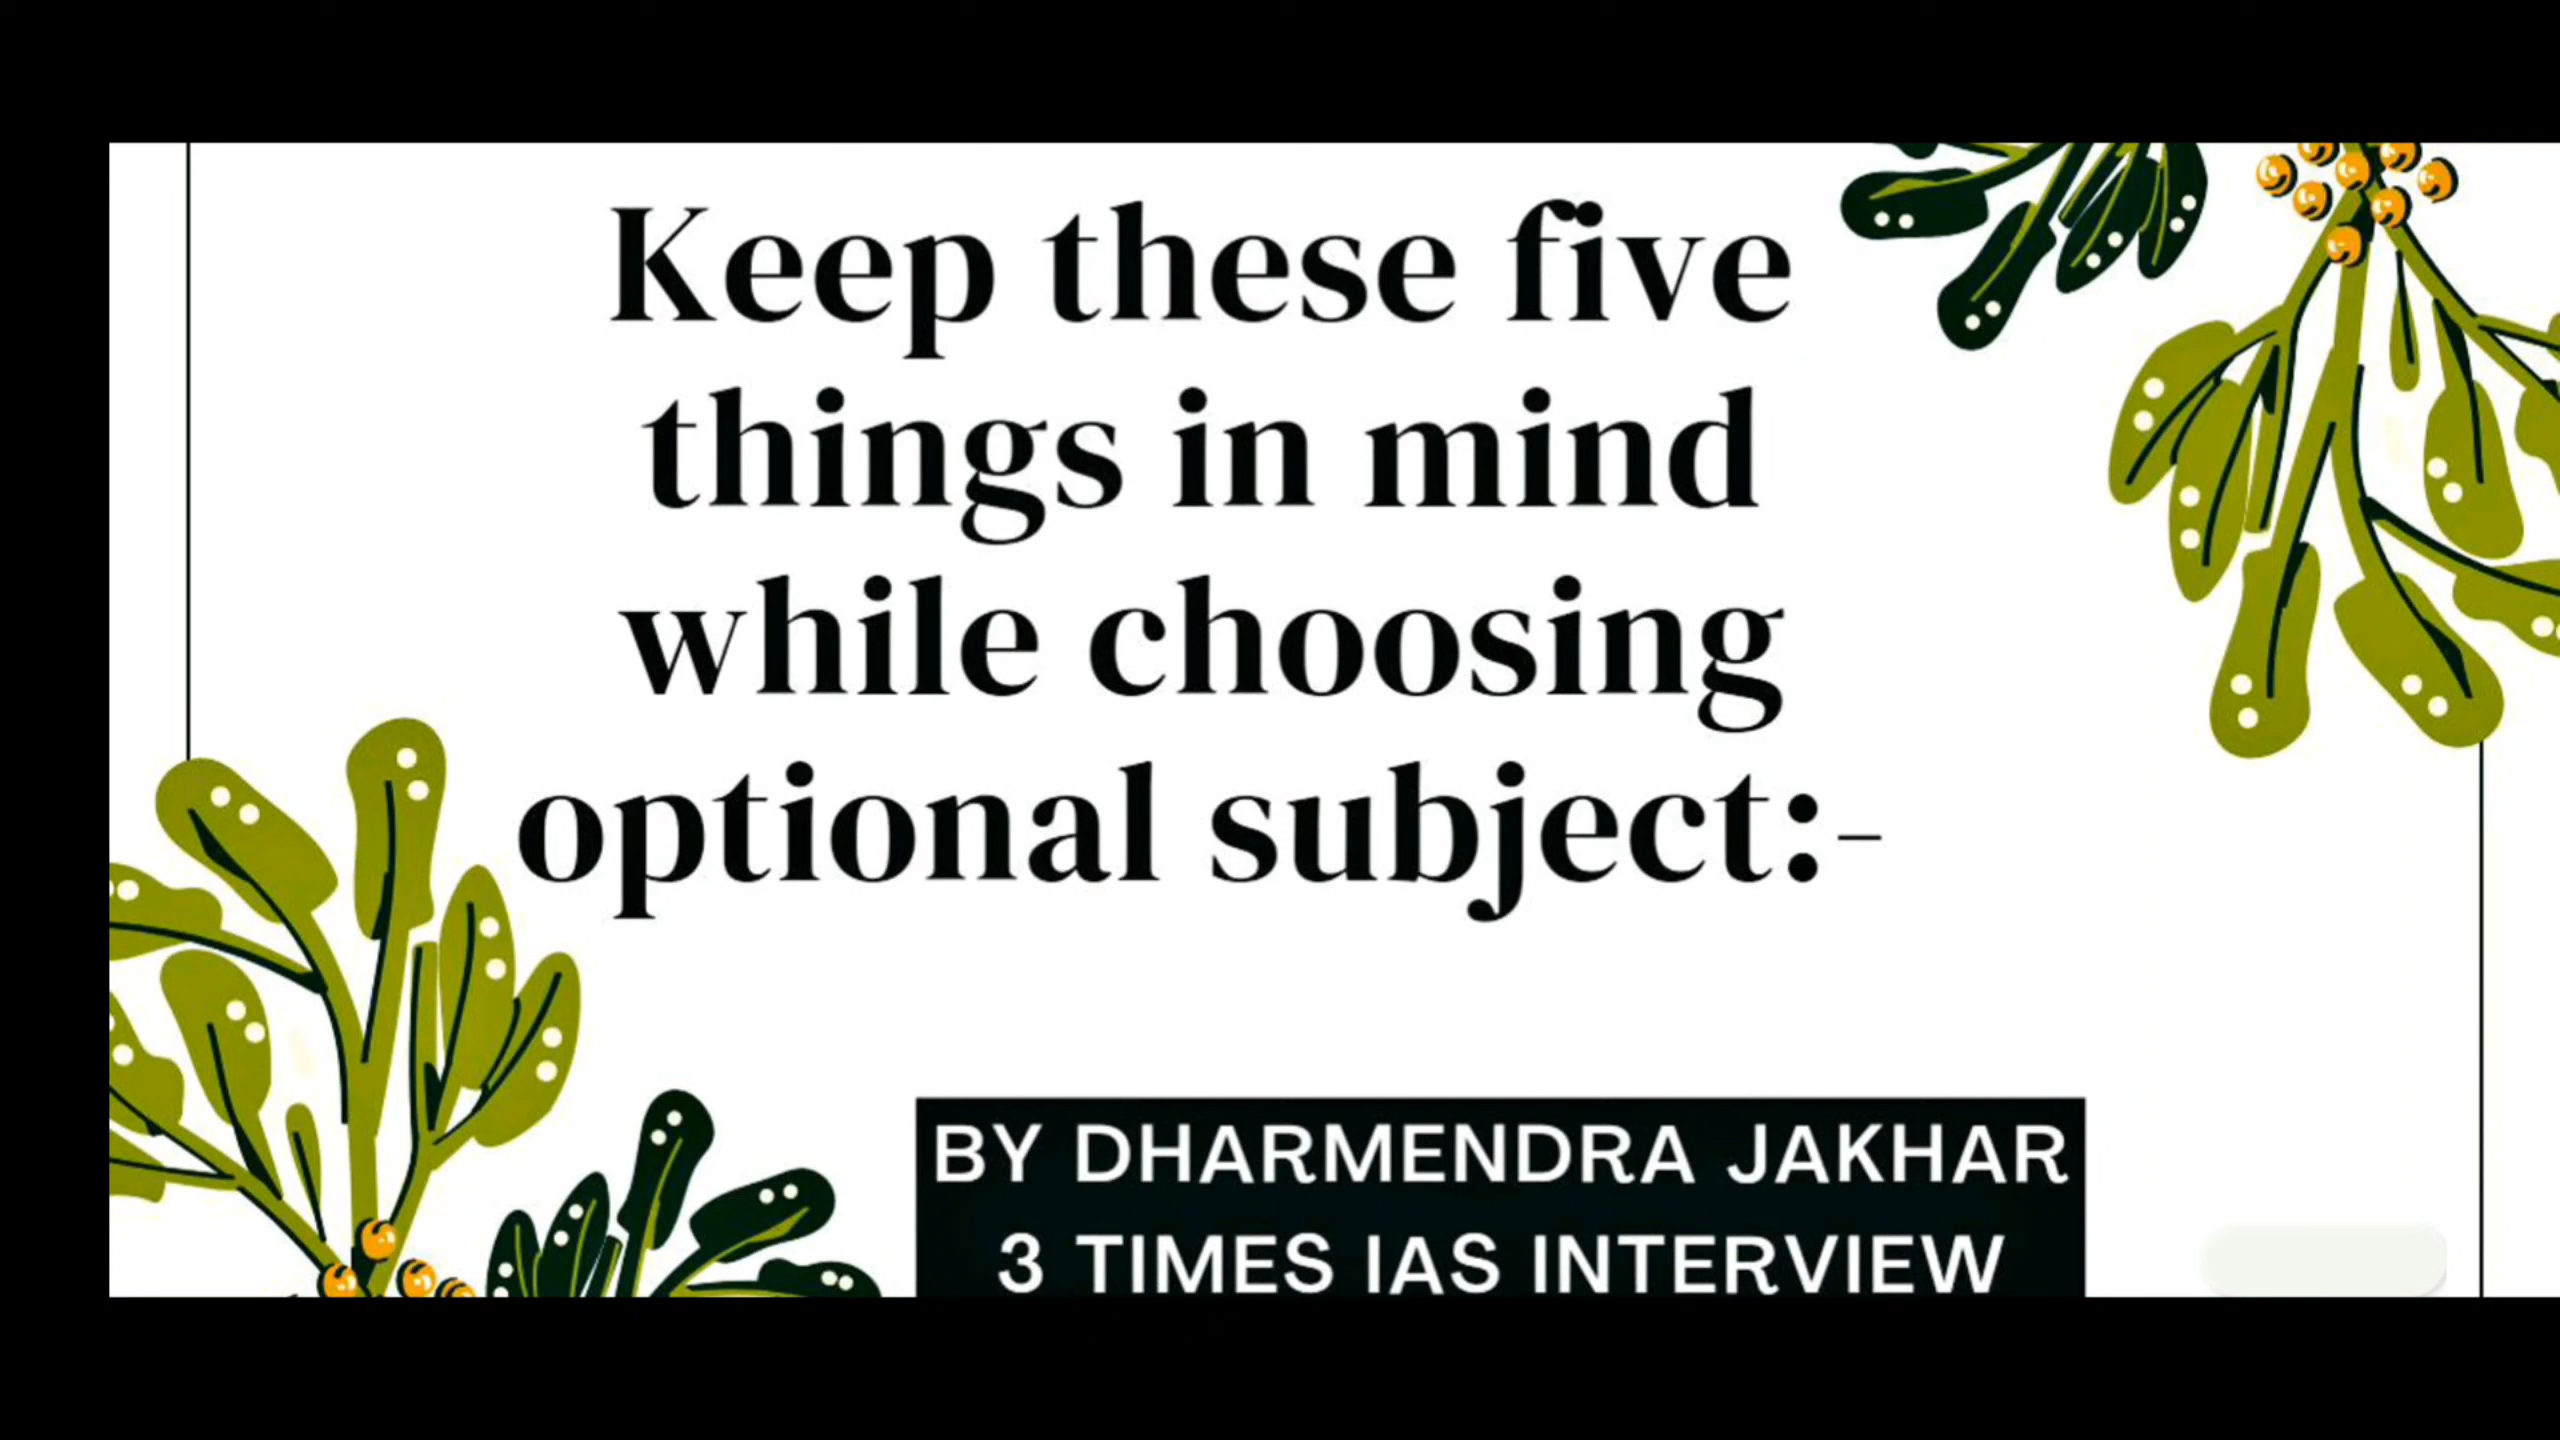 Keep these five
things in mind
while choosing
optional subject:-
BY DHARMENDRA JAKHAR
3 TIMES IAS INTERVIEW